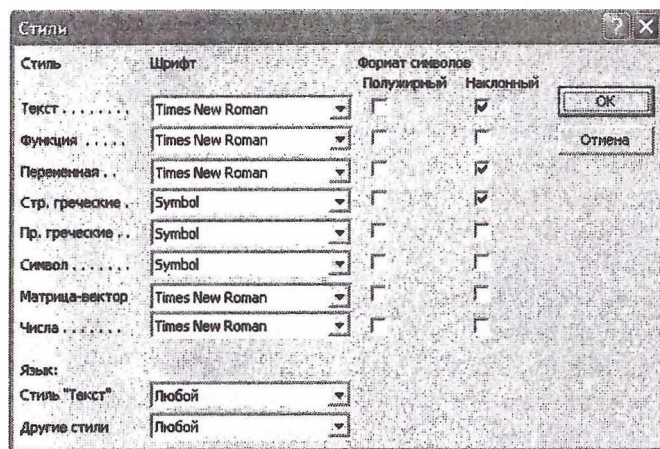 Стили
Стиль Шрифт Формат символов
Полужирный Наклонный
Текст . . . . . . . . Times New Roman OK
Функция . . . . . Times New Roman Отмена
Переменная . . Times New Roman
Стр. греческие . Symbol
Пр. греческие . . Symbol
Символ . . . . . . . Symbol
Матрица-вектор Times New Roman
Числа . . . . . . . Times New Roman
Язык:
Стиль "Текст" Любой
Другие стили Любой